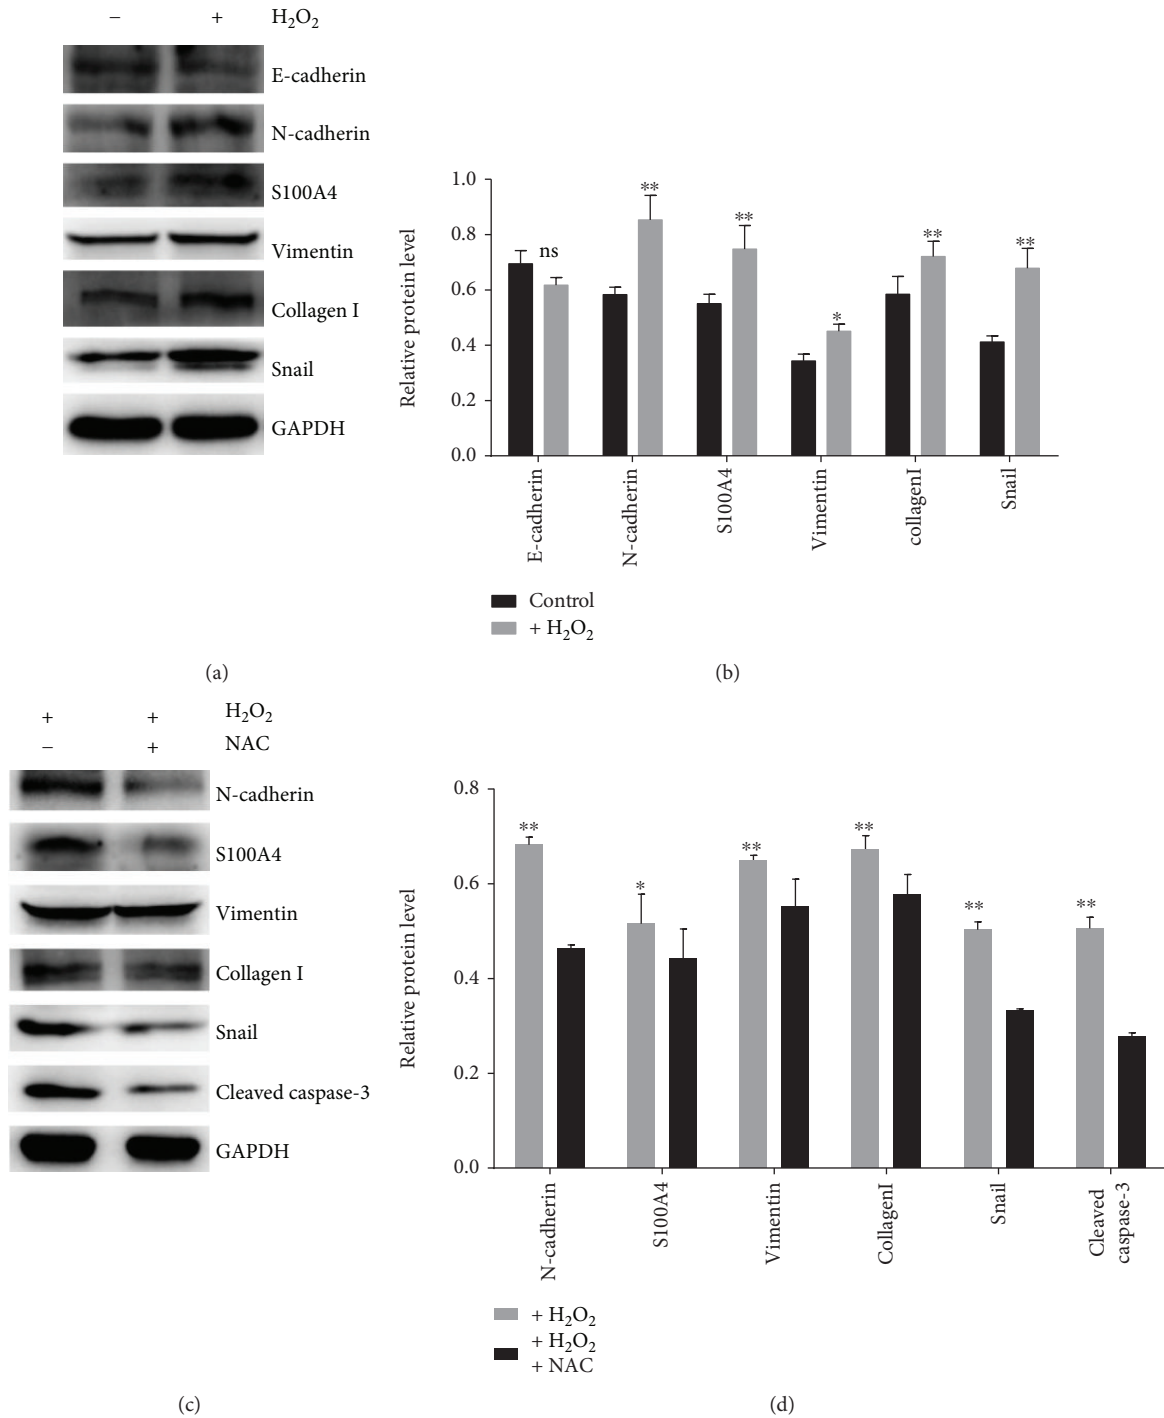 − + H₂O₂
E-cadherin
N-cadherin
S100A4
Vimentin
Collagen I
Snail
GAPDH
(a)
Relative protein level
1.0
0.8
0.6
0.4
0.2
0.0
ns
**
**
*
**
**
E-cadherin
N-cadherin
S100A4
Vimentin
collagenI
Snail
Control
+ H₂O₂
(b)
+ + H₂O₂
− + NAC
N-cadherin
S100A4
Vimentin
Collagen I
Snail
Cleaved caspase-3
GAPDH
(c)
Relative protein level
0.8
0.6
0.4
0.2
0.0
**
*
**
**
**
**
N-cadherin
S100A4
Vimentin
CollagenI
Snail
Cleaved
caspase-3
+ H₂O₂
+ H₂O₂
+ NAC
(d)